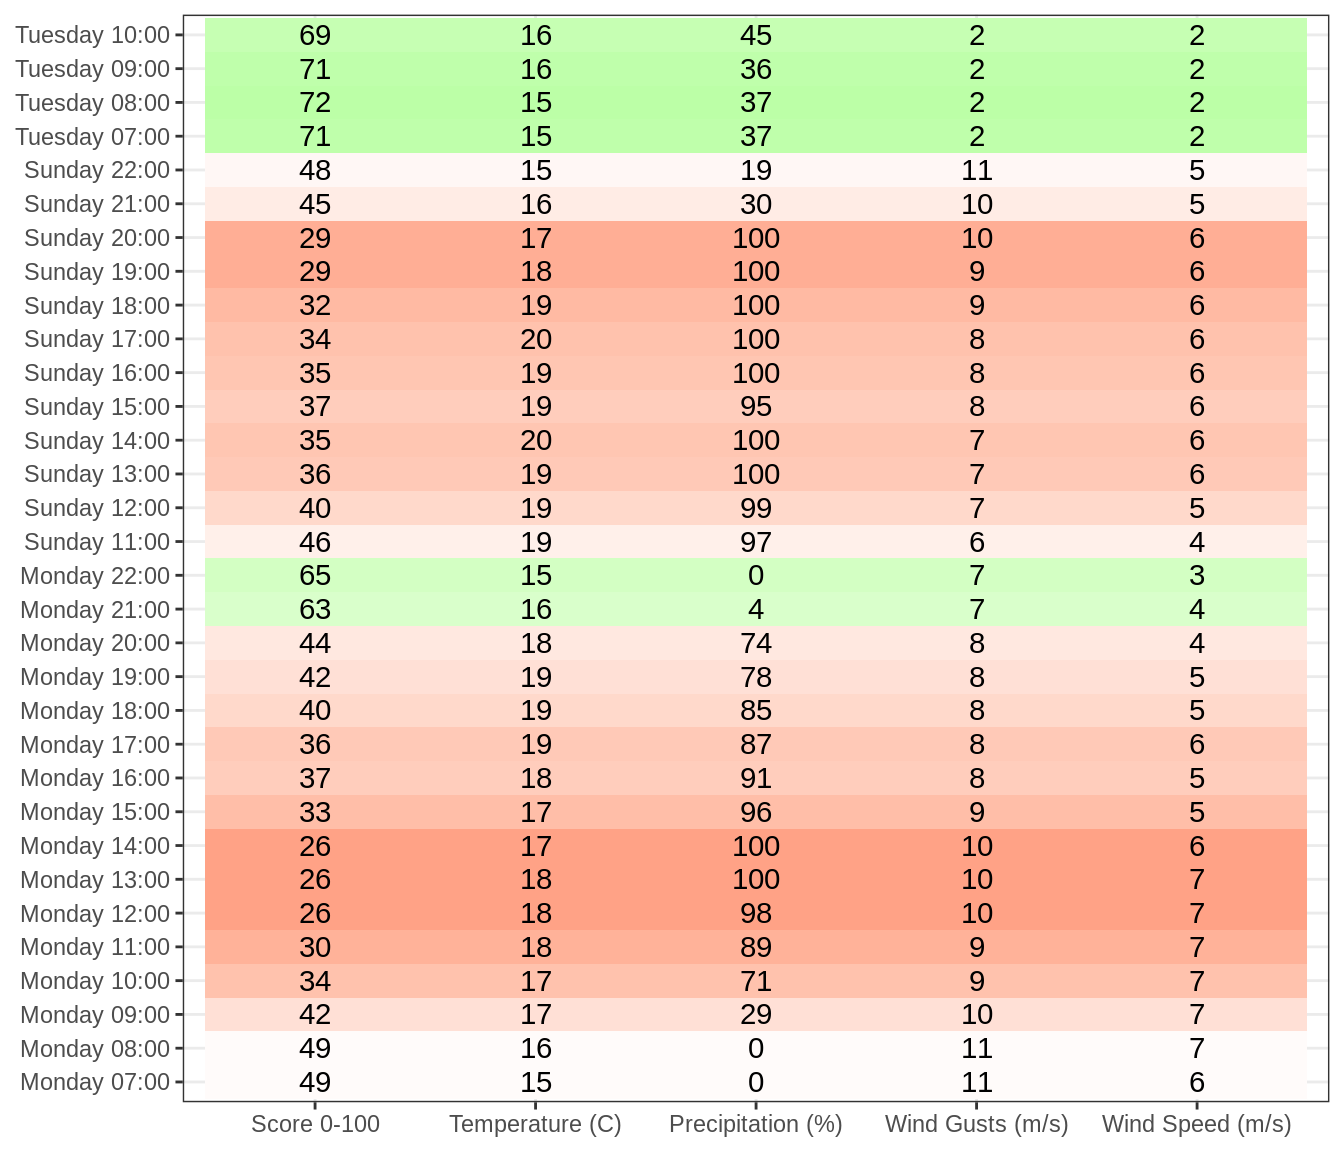 Tuesday 10:00 69 16 45 2 2
Tuesday 09:00 71 16 36 2 2
Tuesday 08:00 72 15 37 2 2
Tuesday 07:00 71 15 37 2 2
Sunday 22:00 48 15 19 11 5
Sunday 21:00 45 16 30 10 5
Sunday 20:00 29 17 100 10 6
Sunday 19:00 29 18 100 9 6
Sunday 18:00 32 19 100 9 6
Sunday 17:00 34 20 100 8 6
Sunday 16:00 35 19 100 8 6
Sunday 15:00 37 19 95 8 6
Sunday 14:00 35 20 100 7 6
Sunday 13:00 36 19 100 7 6
Sunday 12:00 40 19 99 7 5
Sunday 11:00 46 19 97 6 4
Monday 22:00 65 15 0 7 3
Monday 21:00 63 16 4 7 4
Monday 20:00 44 18 74 8 4
Monday 19:00 42 19 78 8 5
Monday 18:00 40 19 85 8 5
Monday 17:00 36 19 87 8 6
Monday 16:00 37 18 91 8 5
Monday 15:00 33 17 96 9 5
Monday 14:00 26 17 100 10 6
Monday 13:00 26 18 100 10 7
Monday 12:00 26 18 98 10 7
Monday 11:00 30 18 89 9 7
Monday 10:00 34 17 71 9 7
Monday 09:00 42 17 29 10 7
Monday 08:00 49 16 0 11 7
Monday 07:00 49 15 0 11 6
Score 0-100 Temperature (C) Precipitation (%) Wind Gusts (m/s) Wind Speed (m/s)